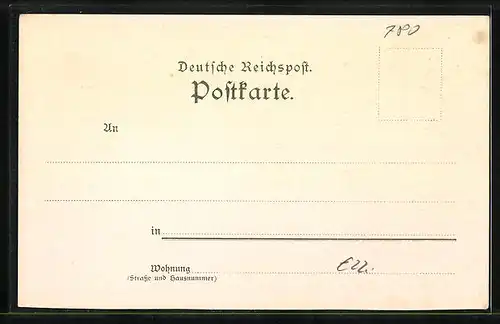 780
Deutsche Reichspost.
Postkarte.
An
in
Wohnung
(Straße und Hausnummer)